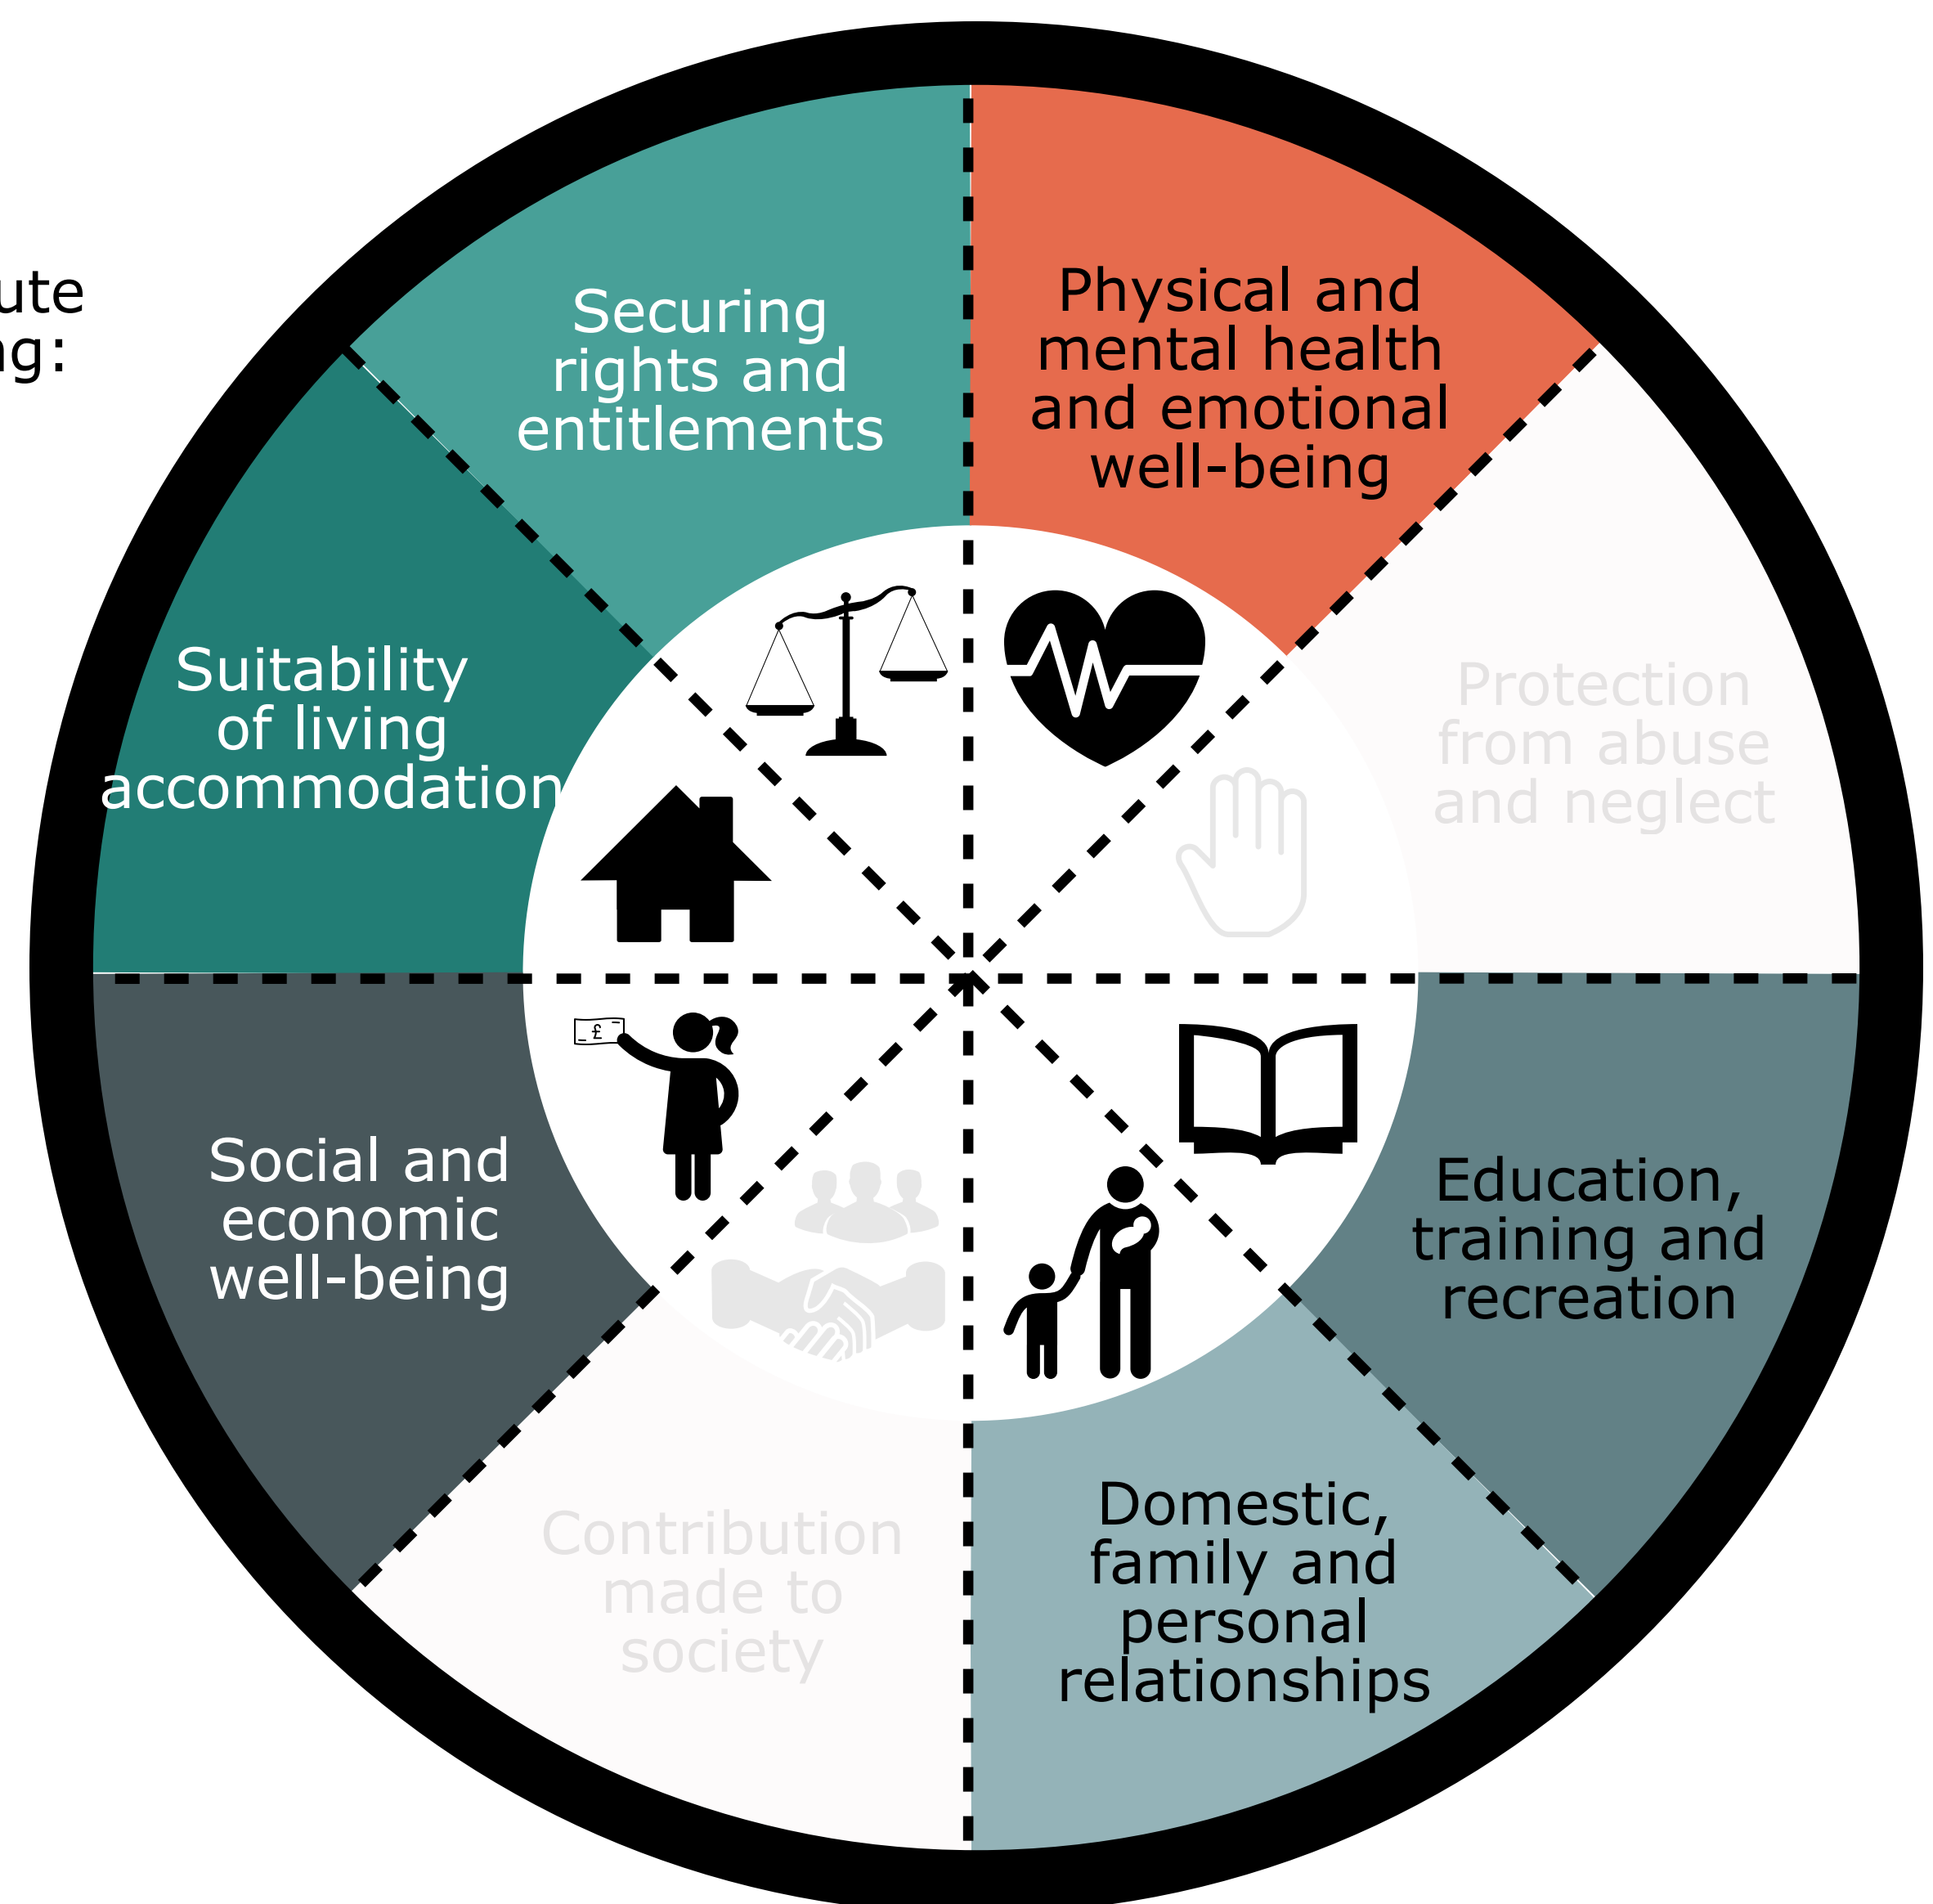 ng:
Securing
rights and
entitlements
Physical and
mental health
and emotional
well-being
Suitability
of living
accommodation
Protection
from abuse
and neglect
£
Social and
economic
well-being
Education,
training and
recreation
Contribution
made to
society
Domestic,
family and
personal
relationships